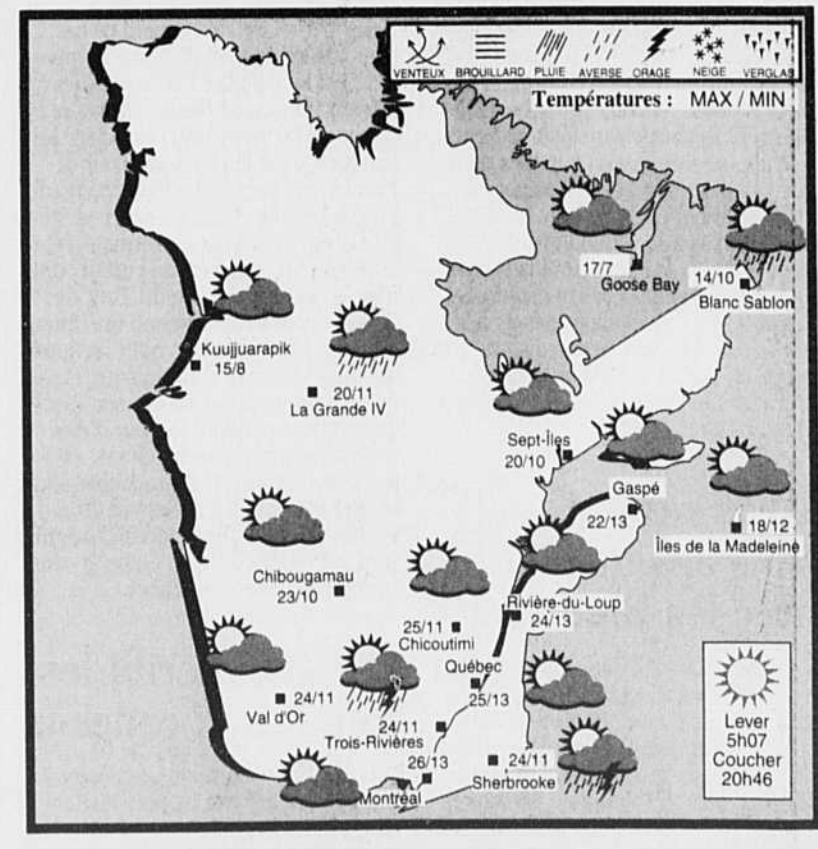 VENTEUX BROUILLARD PLUIE AVERSE ORAGE NEIGE VERGLAS
Températures : MAX / MIN
17/7
Goose Bay
14/10
Blanc Sablon
Kuujjuarapik
15/8
20/11
La Grande IV
Sept-Îles
20/10
Gaspé
22/13
18/12
Îles de la Madeleine
Chibougamau
23/10
Rivière-du-Loup
24/13
25/11
Chicoutimi
Québec
25/13
24/11
Val d'Or
24/11
Trois-Rivières
26/13
Montréal
24/11
Sherbrooke
Lever
5h07
Coucher
20h46